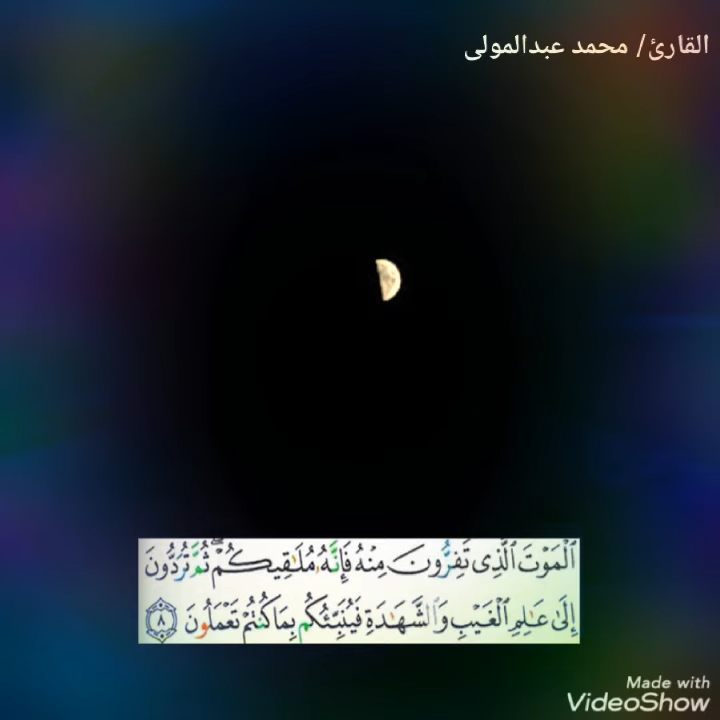 القارئ/ محمد عبدالمولى
ٱلْمَوْتَ ٱلَّذِى تَفِرُّونَ مِنْهُ فَإِنَّهُۥ مُلَٰقِيكُمْ ۖ ثُمَّ تُرَدُّونَ
إِلَىٰ عَٰلِمِ ٱلْغَيْبِ وَٱلشَّهَٰدَةِ فَيُنَبِّئُكُم بِمَا كُنتُمْ تَعْمَلُونَ ٨
Made with
VideoShow